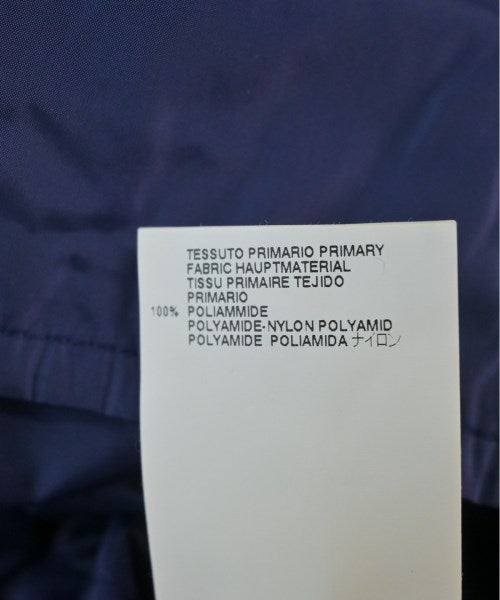 TESSUTO PRIMARIO PRIMARY
FABRIC HAUPTMATERIAL
TISSU PRIMAIRE TEJIDO
PRIMARIO
100% POLIAMMIDE
POLYAMIDE-NYLON POLYAMID
POLYAMIDE POLIAMIDA ナイロン